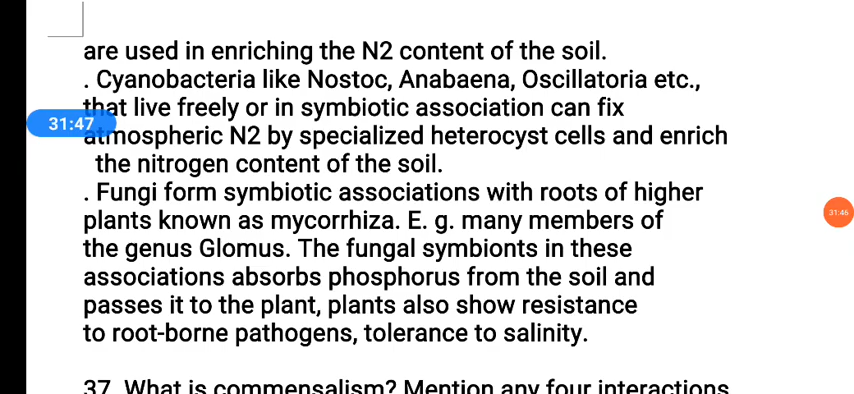 are used in enriching the N2 content of the soil.
. Cyanobacteria like Nostoc, Anabaena, Oscillatoria etc.,
that live freely or in symbiotic association can fix
31:47
atmospheric N2 by specialized heterocyst cells and enrich
the nitrogen content of the soil.
. Fungi form symbiotic associations with roots of higher
31:46
plants known as mycorrhiza. E. g. many members of
the genus Glomus. The fungal symbionts in these
associations absorbs phosphorus from the soil and
passes it to the plant, plants also show resistance
to root-borne pathogens, tolerance to salinity.
37. What is commensalism? Mention any four interactions